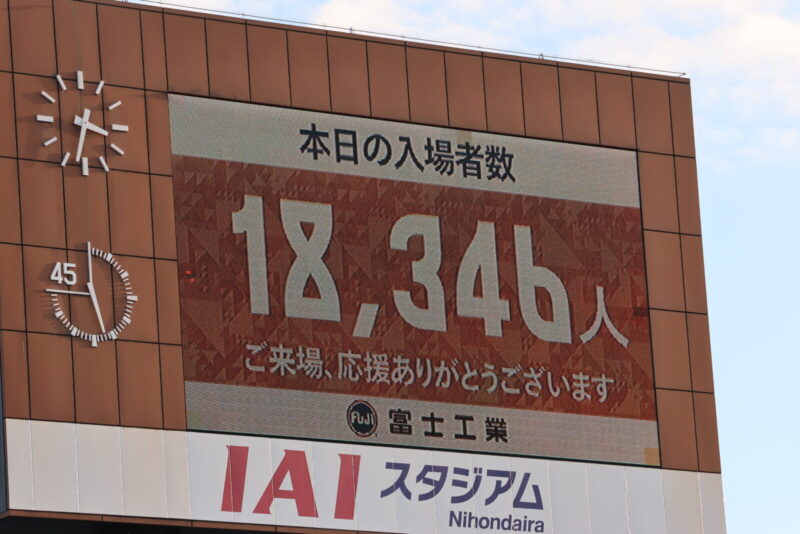 本日の入場者数
18,346人
ご来場、応援ありがとうございます
FUJI 富士工業
45
IAI スタジアム
Nihondaira